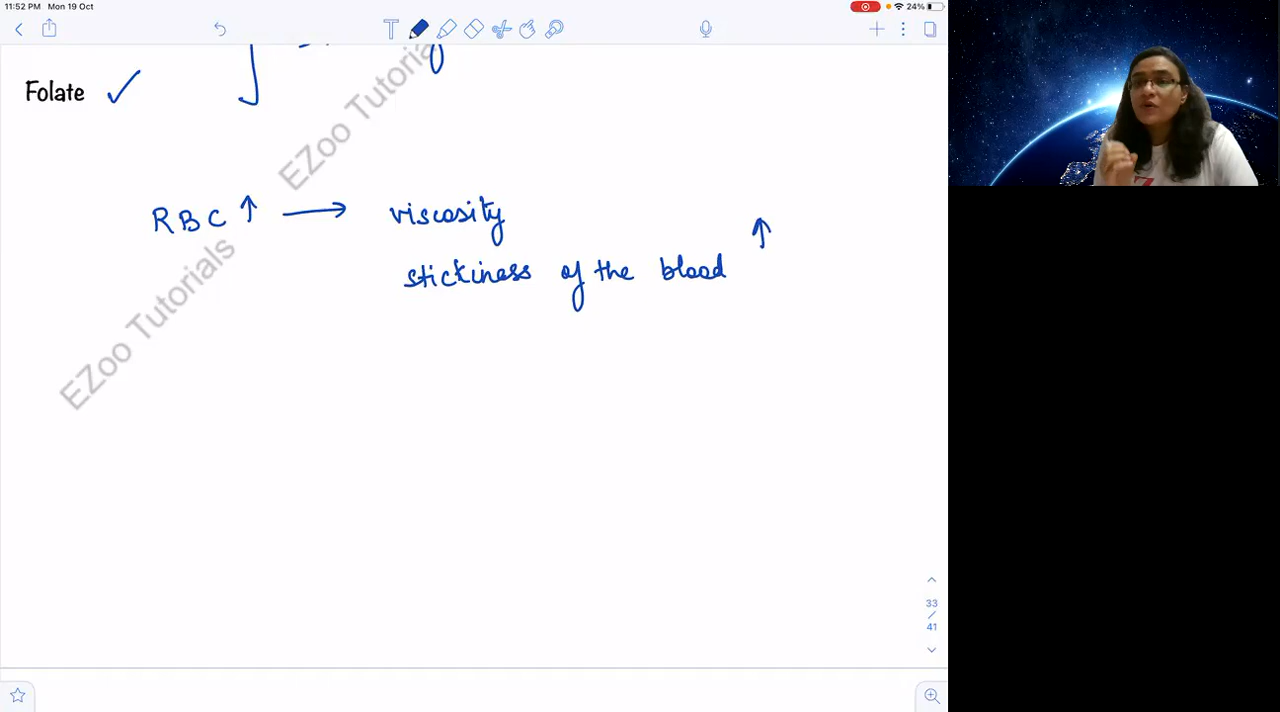 11:52 PM Mon 19 Oct
24%
Folate ✓
EZoo Tutorials
RBC ↑ → viscosity
stickiness of the blood ↑
EZoo Tutorials
33
/
41